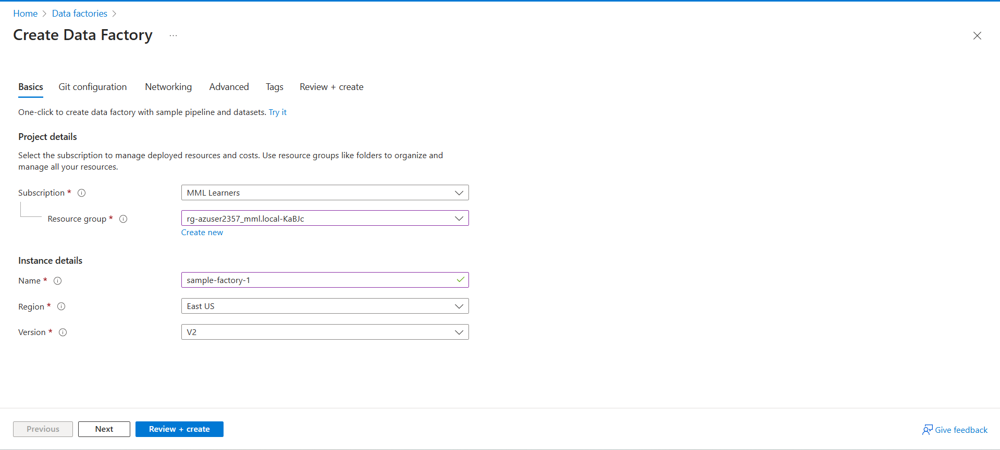 Home > Data factories >
Create Data Factory ...
Basics Git configuration Networking Advanced Tags Review + create
One-click to create data factory with sample pipeline and datasets. Try it
Project details
Select the subscription to manage deployed resources and costs. Use resource groups like folders to organize and
manage all your resources.
Subscription * MML Learners
Resource group * rg-azuser2357_mml.local-KaBJc
Create new
Instance details
Name * sample-factory-1
Region * East US
Version * V2
Previous Next Review + create Give feedback